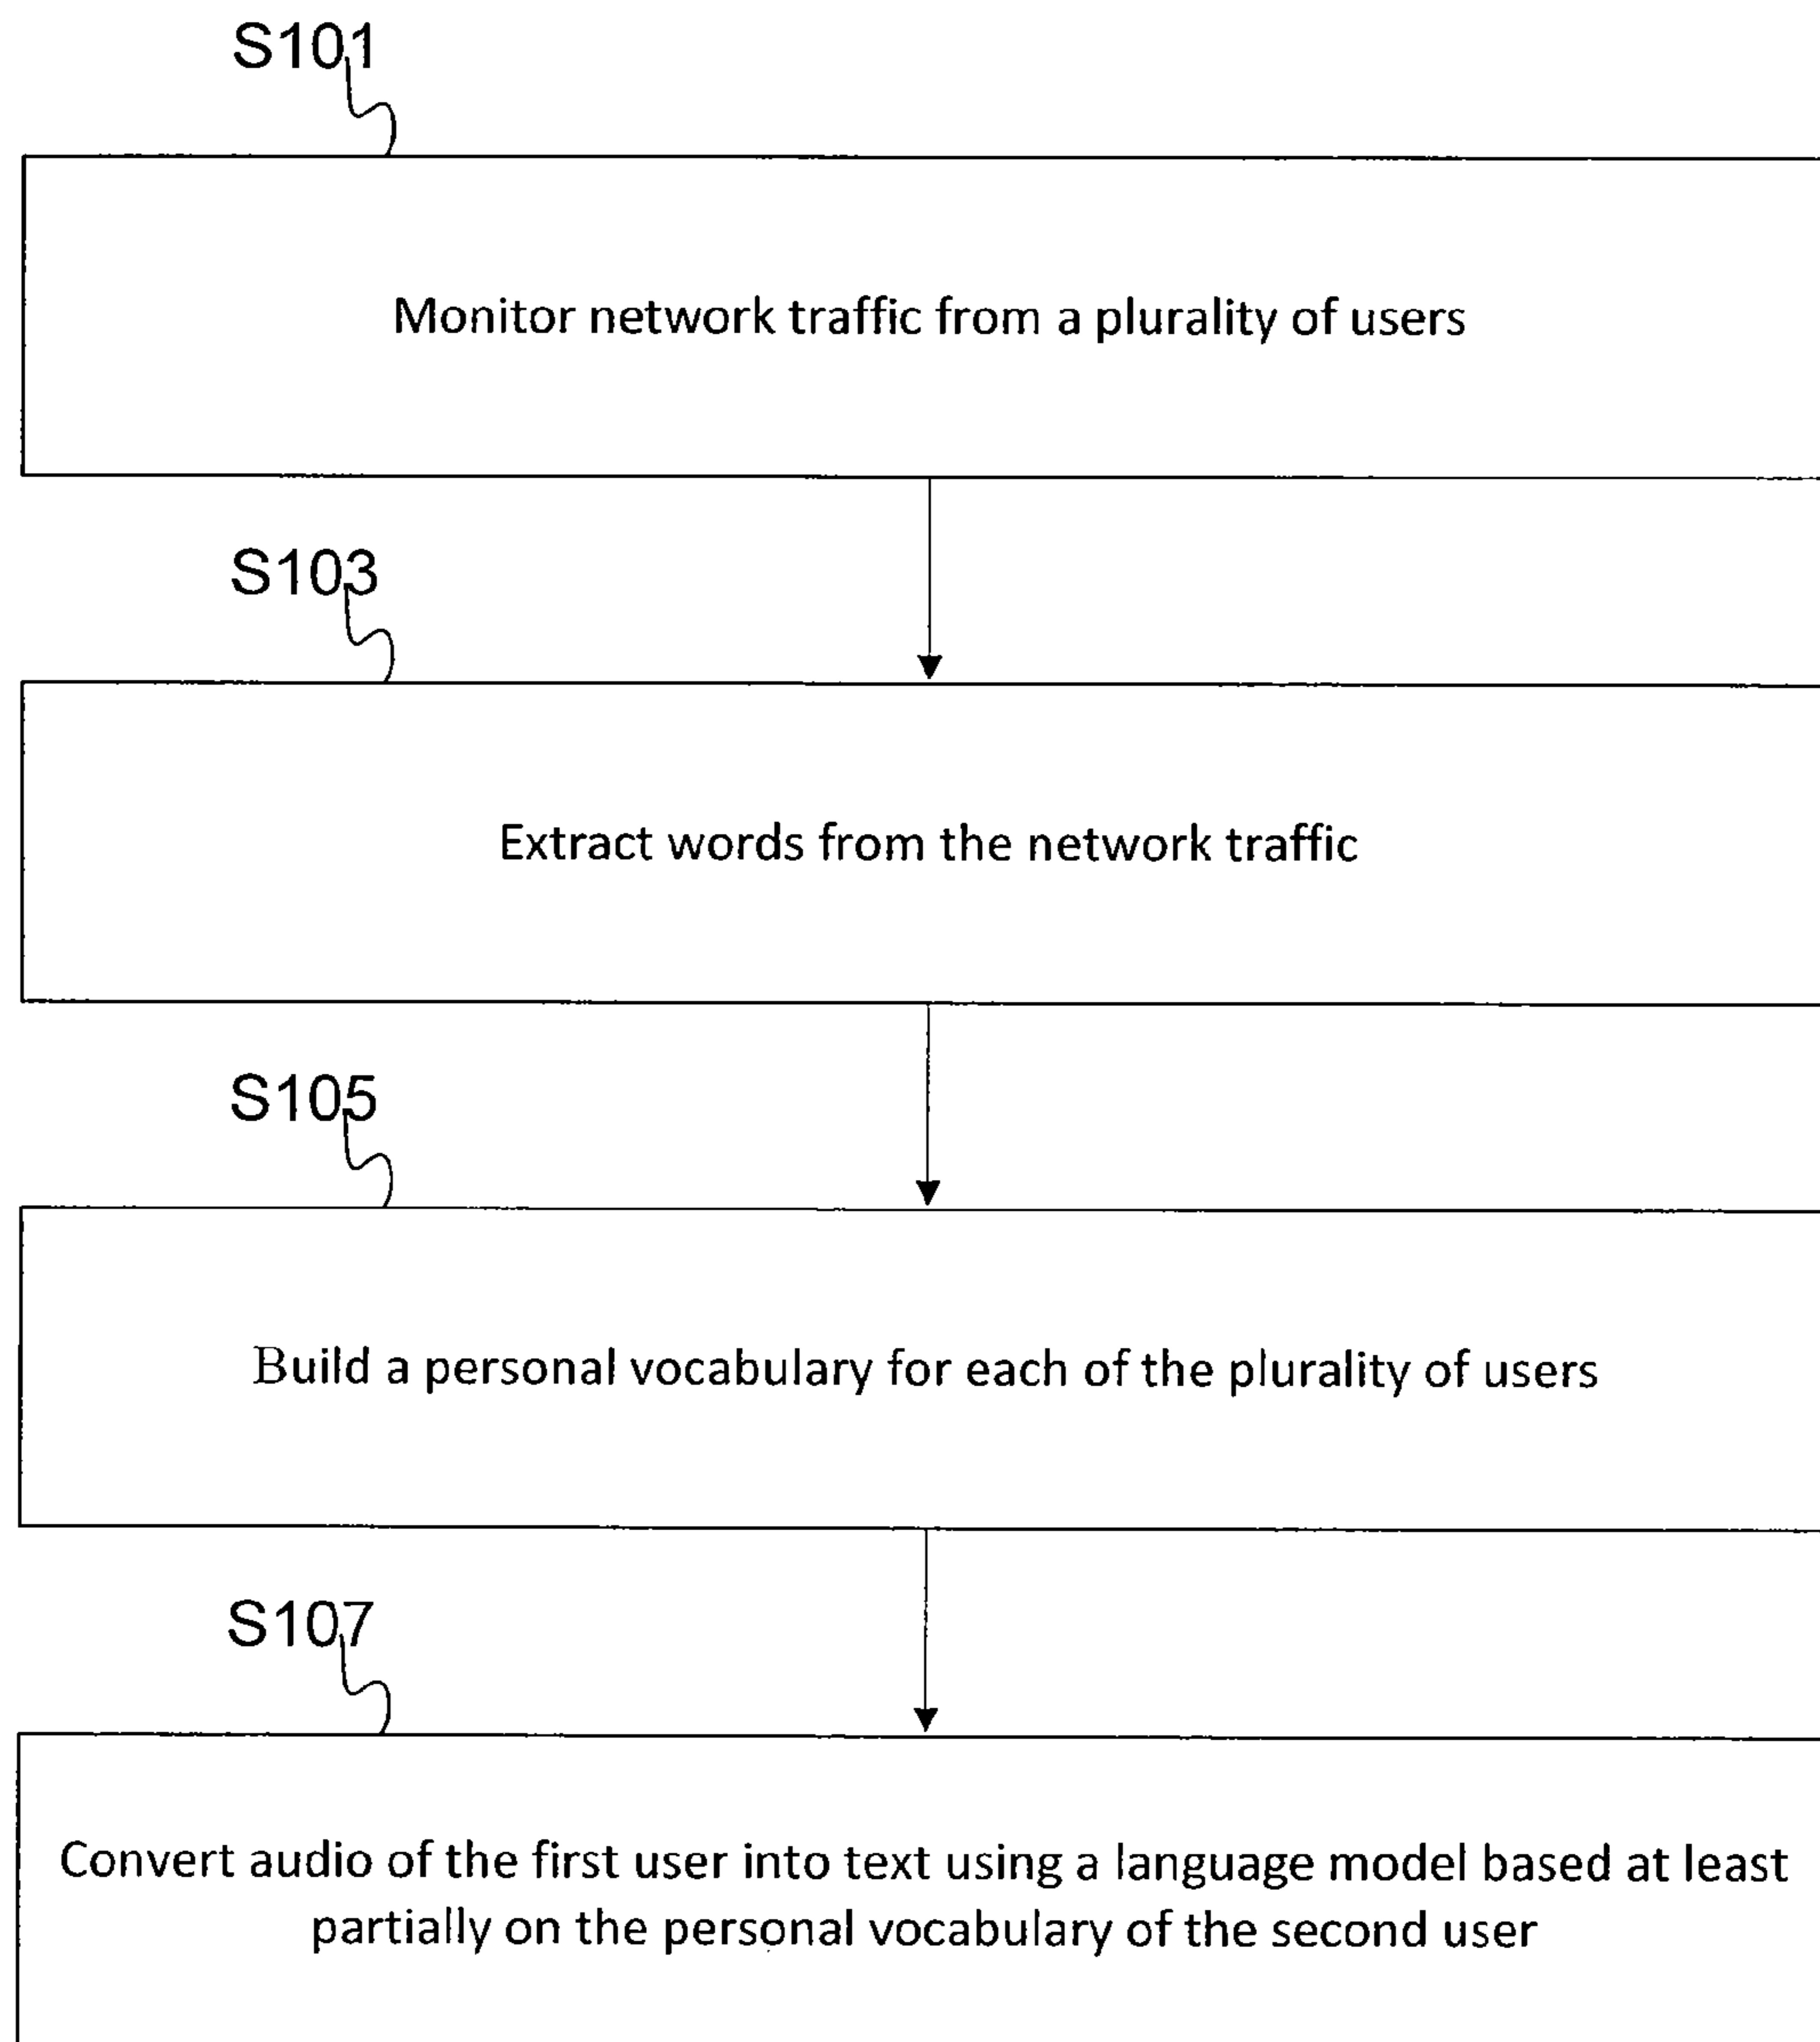 S101
Monitor network traffic from a plurality of users
S103
Extract words from the network traffic
S105
Build a personal vocabulary for each of the plurality of users
S107
Convert audio of the first user into text using a language model based at least
partially on the personal vocabulary of the second user